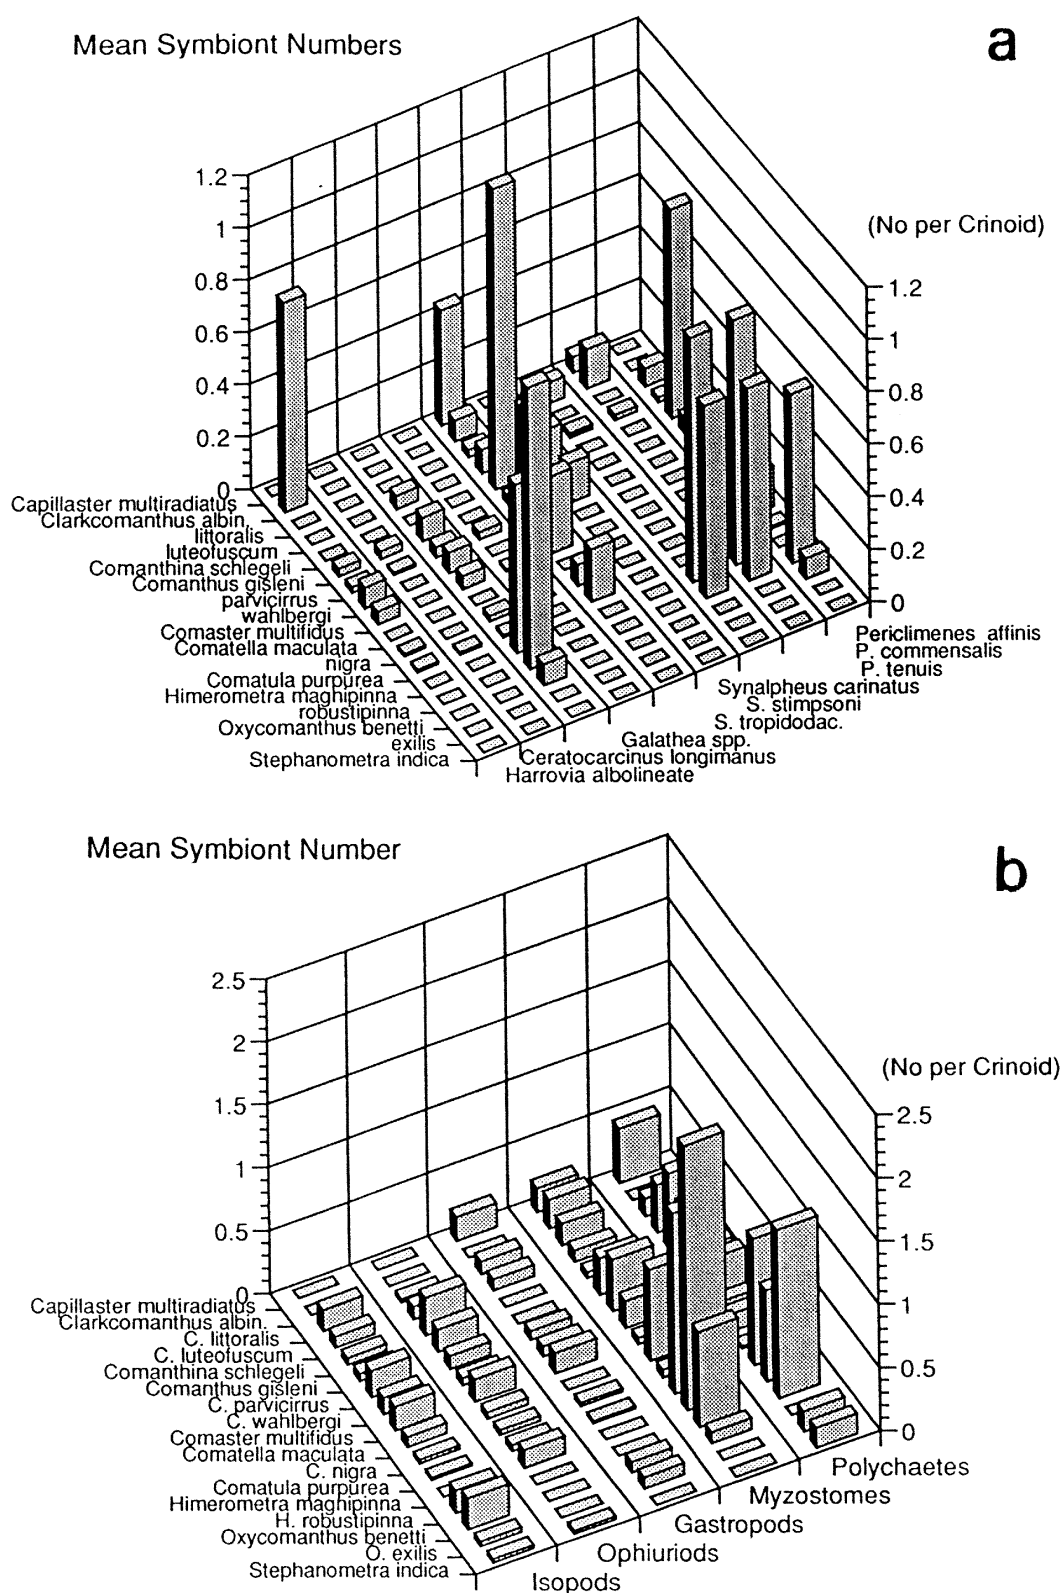 Mean Symbiont Numbers
a
(No per Crinoid)
1.2
1
0.8
0.6
0.4
0.2
0
1.2
1
0.8
0.6
0.4
0.2
0
Capillaster multiradiatus
Clarkcomanthus albin.
littoralis
luteofuscum
Comanthina schlegeli
Comanthus gisleni
parvicirrus
wahlbergi
Comaster multifidus
Comatella maculata
nigra
Comatula purpurea
Himerometra maghipinna
robustipinna
Oxycomanthus benetti
exilis
Stephanometra indica
Periclimenes affinis
P. commensalis
P. tenuis
Synalpheus carinatus
S. stimpsoni
S. tropidodac.
Galathea spp.
Ceratocarcinus longimanus
Harrovia albolineate
Mean Symbiont Number
b
(No per Crinoid)
2.5
2
1.5
1
0.5
0
2.5
2
1.5
1
0.5
0
Capillaster multiradiatus
Clarkcomanthus albin.
C. littoralis
C. luteofuscum
Comanthina schlegeli
Comanthus gisleni
C. parvicirrus
C. wahlbergi
Comaster multifidus
Comatella maculata
C. nigra
Comatula purpurea
Himerometra maghipinna
H. robustipinna
Oxycomanthus benetti
O. exilis
Stephanometra indica
Polychaetes
Myzostomes
Gastropods
Ophiuriods
Isopods